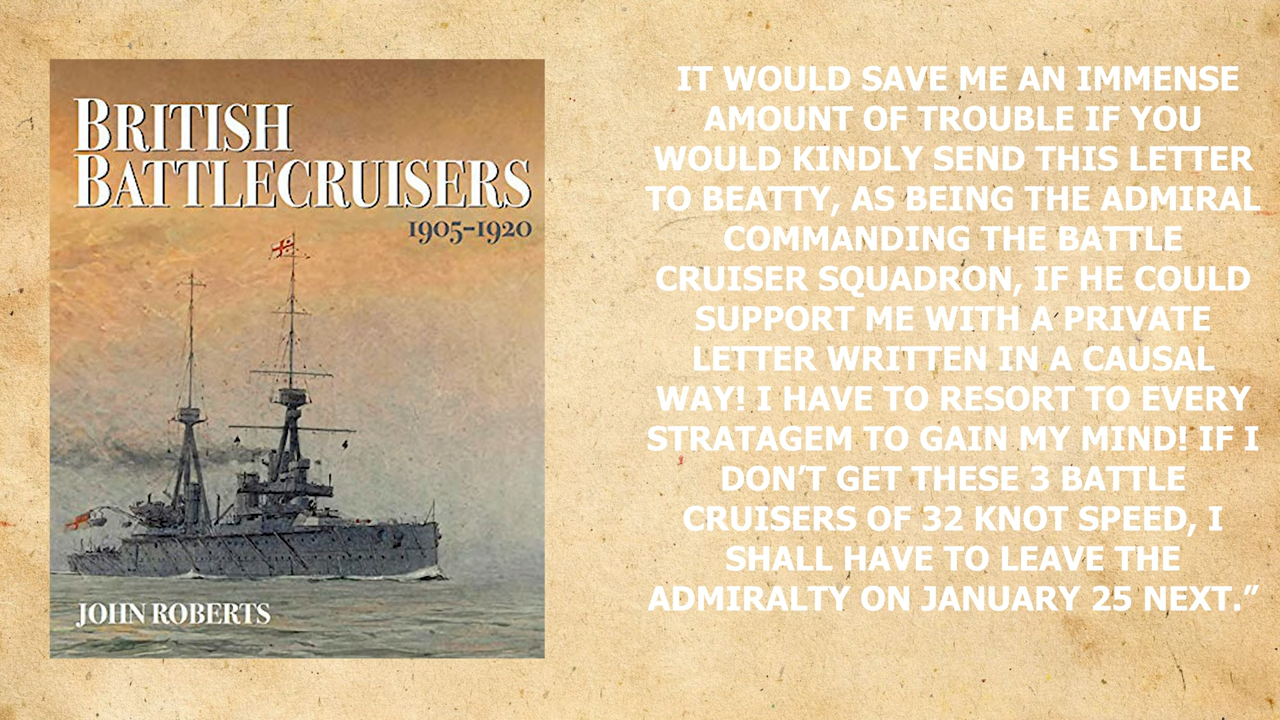 BRITISH
BATTLECRUISERS
1905–1920
JOHN ROBERTS
IT WOULD SAVE ME AN IMMENSE
AMOUNT OF TROUBLE IF YOU
WOULD KINDLY SEND THIS LETTER
TO BEATTY, AS BEING THE ADMIRAL
COMMANDING THE BATTLE
CRUISER SQUADRON, IF HE COULD
SUPPORT ME WITH A PRIVATE
LETTER WRITTEN IN A CAUSAL
WAY! I HAVE TO RESORT TO EVERY
STRATAGEM TO GAIN MY MIND! IF I
DON’T GET THESE 3 BATTLE
CRUISERS OF 32 KNOT SPEED, I
SHALL HAVE TO LEAVE THE
ADMIRALTY ON JANUARY 25 NEXT.”